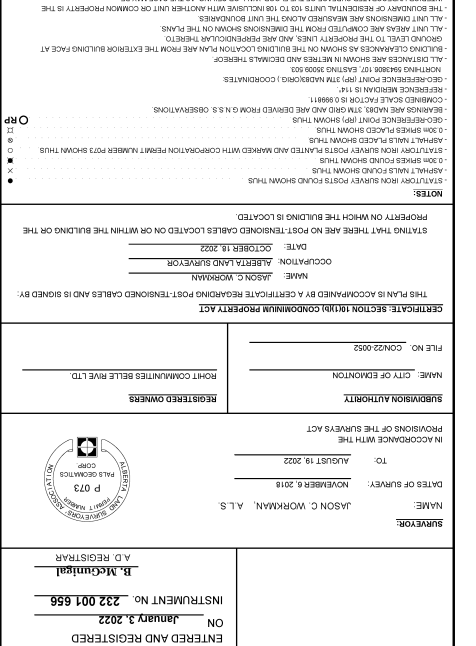 ENTERED AND REGISTERED
ON January 3, 2022
INSTRUMENT No. 232 001 656
B. McGunigal
A.D. REGISTRAR
SURVEYOR:
NAME: JASON C. WORKMAN, A.L.S.
DATES OF SURVEY: NOVEMBER 6, 2018
TO: AUGUST 19, 2022
IN ACCORDANCE WITH THE
PROVISIONS OF THE SURVEYS ACT
ALBERTA LAND SURVEYORS' ASSOCIATION
PERMIT NUMBER
P 073
PALS GEOMATICS
CORP
SUBDIVISION AUTHORITY
NAME: CITY OF EDMONTON
FILE NO. CON/22-0052
REGISTERED OWNERS
ROHIT COMMUNITIES BELLE RIVE LTD.
CERTIFICATE: SECTION 10(1)(b) CONDOMINIUM PROPERTY ACT
THIS PLAN IS ACCOMPANIED BY A CERTIFICATE REGARDING POST-TENSIONED CABLES AND IS SIGNED BY:
NAME: JASON C. WORKMAN
OCCUPATION: ALBERTA LAND SURVEYOR
DATE: OCTOBER 18, 2022
STATING THAT THERE ARE NO POST-TENSIONED CABLES LOCATED ON OR WITHIN THE BUILDING OR THE
PROPERTY ON WHICH THE BUILDING IS LOCATED.
NOTES:
- STATUTORY IRON SURVEY POSTS FOUND SHOWN THUS
- ASPHALT NAILS FOUND SHOWN THUS
- 0.30m SPIKES FOUND SHOWN THUS
- STATUTORY IRON SURVEY POSTS PLANTED AND MARKED WITH CORPORATION PERMIT NUMBER P073 SHOWN THUS
- ASPHALT NAILS PLACED SHOWN THUS
- 0.30m SPIKES PLACED SHOWN THUS
- GEO-REFERENCE POINT (RP) SHOWN THUS RP
- BEARINGS ARE NAD83, 3TM GRID AND ARE DERIVED FROM G.N.S.S. OBSERVATIONS
COMBINED SCALE FACTOR IS 0.999811
- REFERENCE MERIDIAN IS 114°.
- GEO-REFERENCE POINT (RP) 3TM NAD83(ORIG.) COORDINATES:
NORTHING 5943806.107, EASTING 35009.503.
- ALL DISTANCES ARE SHOWN IN METRES AND DECIMALS THEREOF.
- BUILDING CLEARANCES AS SHOWN ON THE BUILDING LOCATION PLAN ARE FROM THE EXTERIOR BUILDING FACE AT
GROUND LEVEL TO THE PROPERTY LINES, AND ARE PERPENDICULAR THERETO.
- ALL UNIT AREAS ARE COMPUTED FROM THE DIMENSIONS SHOWN ON THE PLANS.
- ALL UNIT DIMENSIONS ARE MEASURED ALONG THE UNIT BOUNDARIES.
- THE BOUNDARY OF RESIDENTIAL UNITS 103 TO 108 INCLUSIVE WITH ANOTHER UNIT OR COMMON PROPERTY IS THE